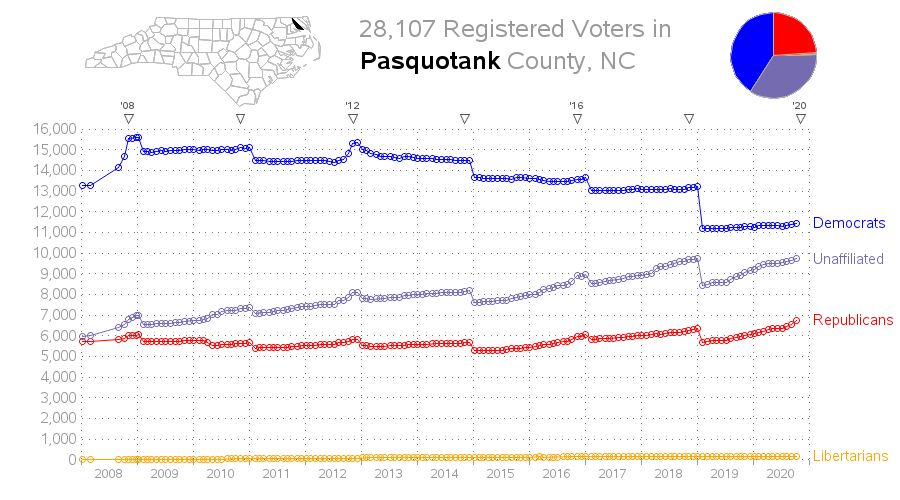 28,107 Registered Voters in
Pasquotank County, NC
'08 '12 '16 '20
16,000
15,000
14,000
13,000
12,000
11,000
10,000
9,000
8,000
7,000
6,000
5,000
4,000
3,000
2,000
1,000
0
Democrats
Unaffiliated
Republicans
Libertarians
2008 2009 2010 2011 2012 2013 2014 2015 2016 2017 2018 2019 2020